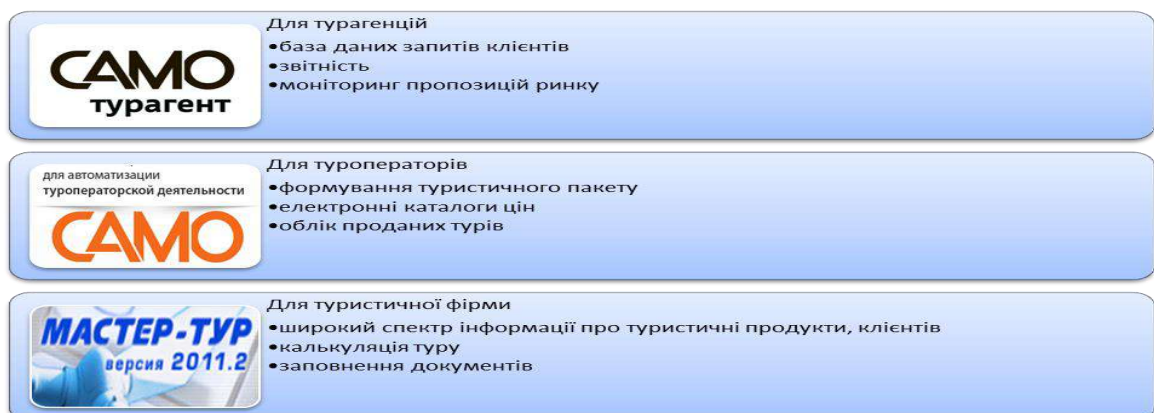 САМО
турагент
Для турагенцій
•база даних запитів клієнтів
•звітність
•моніторинг пропозицій ринку
для автоматизации
туроператорской деятельности
САМО
Для туроператорів
•формування туристичного пакету
•електронні каталоги цін
•облік проданих турів
МАСТЕР-ТУР
версия 2011.2
Для туристичної фірми
•широкий спектр інформації про туристичні продукти, клієнтів
•калькуляція туру
•заповнення документів